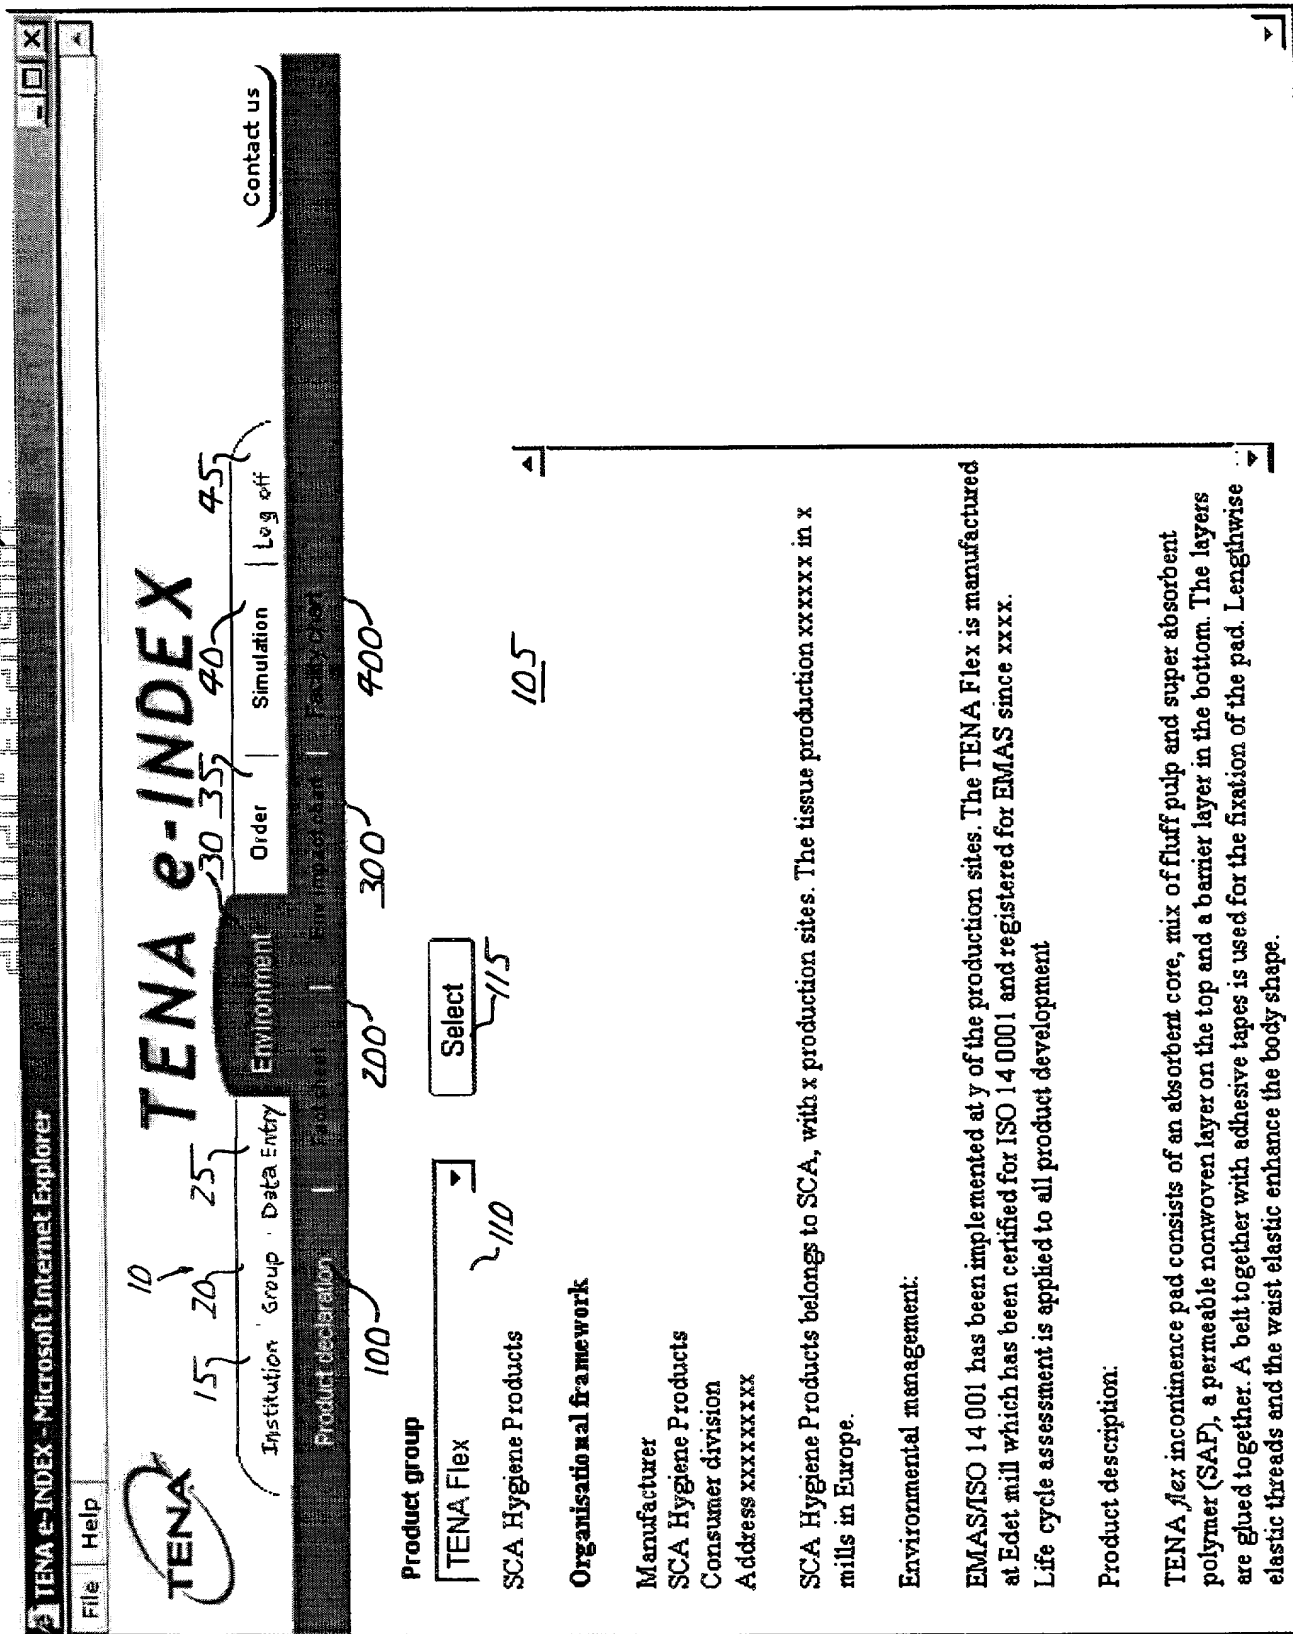 TENA e-INDEX - Microsoft Internet Explorer
File Help
TENA
TENA e-INDEX
10
15 20 25 30 35 40 45
Institution Group Data Entry Environment Order Simulation Log off
Contact us
Product declaration | Fact sheet | Env impact chart | Facility chart
100 200 300 400
Product group
TENA Flex
Select
110
115
105
SCA Hygiene Products
Organisational framework
Manufacturer
SCA Hygiene Products
Consumer division
Address xxxxxxxxxx
SCA Hygiene Products belongs to SCA, with x production sites. The tissue production xxxxxxx in x
mills in Europe.
Environmental management:
EMAS/ISO 14 001 has been implemented at y of the production sites. The TENA Flex is manufactured
at Edet mill which has been certified for ISO 14 0001 and registered for EMAS since xxxx.
Life cycle assessment is applied to all product development
Product description:
TENA flex incontinence pad consists of an absorbent core, mix of fluff pulp and super absorbent
polymer (SAP), a permeable nonwoven layer on the top and a barrier layer in the bottom. The layers
are glued together. A belt together with adhesive tapes is used for the fixation of the pad. Lengthwise
elastic threads and the waist elastic enhance the body shape.